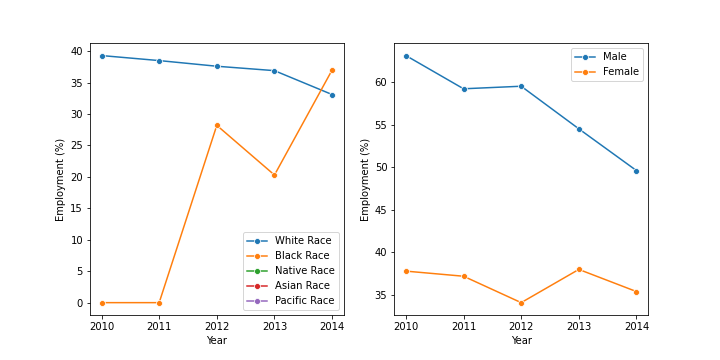 40
35
30
25
20
15
10
5
0
Employment (%)
2010 2011 2012 2013 2014
Year
White Race
Black Race
Native Race
Asian Race
Pacific Race
60
55
50
45
40
35
Employment (%)
2010 2011 2012 2013 2014
Year
Male
Female